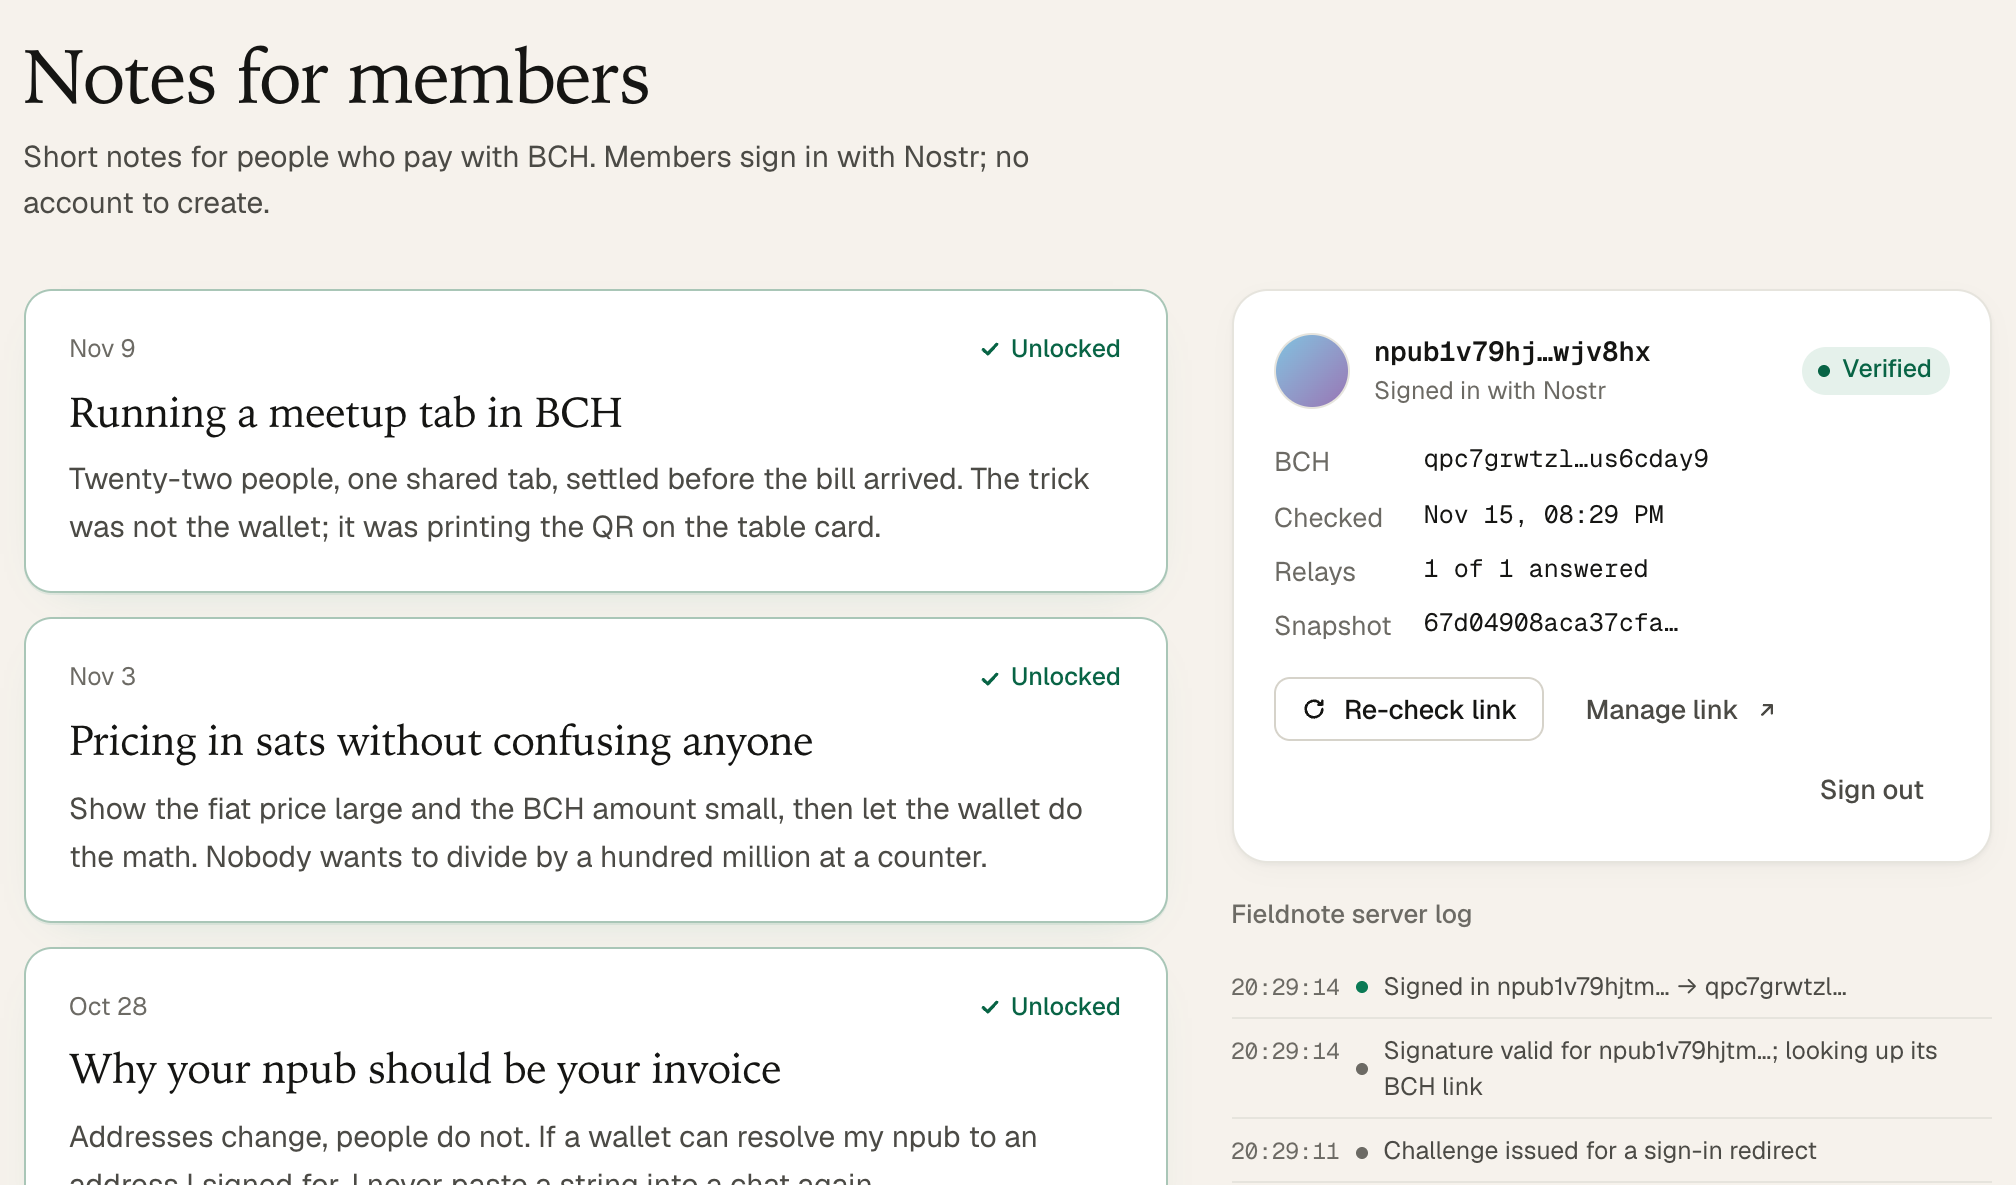 Notes for members
Short notes for people who pay with BCH. Members sign in with Nostr; no
account to create.
Nov 9
✓ Unlocked
Running a meetup tab in BCH
Twenty-two people, one shared tab, settled before the bill arrived. The trick
was not the wallet; it was printing the QR on the table card.
Nov 3
✓ Unlocked
Pricing in sats without confusing anyone
Show the fiat price large and the BCH amount small, then let the wallet do
the math. Nobody wants to divide by a hundred million at a counter.
Oct 28
✓ Unlocked
Why your npub should be your invoice
Addresses change, people do not. If a wallet can resolve my npub to an
address I signed for, I never paste a string into a chat again.
npub1v79hj…wjv8hx
Signed in with Nostr
Verified
BCH qpc7grwtzl…us6cday9
Checked Nov 15, 08:29 PM
Relays 1 of 1 answered
Snapshot 67d04908aca37cfa…
Re-check link
Manage link ↗
Sign out
Fieldnote server log
20:29:14 Signed in npub1v79hjtm… → qpc7grwtzl…
20:29:14 Signature valid for npub1v79hjtm…; looking up its
BCH link
20:29:11 Challenge issued for a sign-in redirect